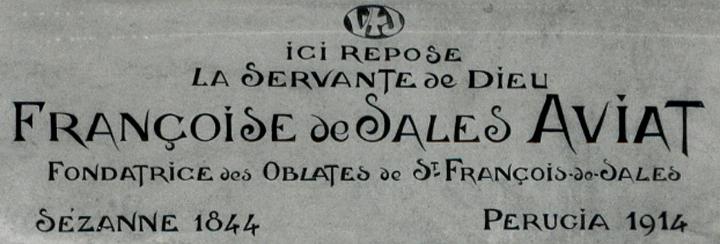 ICI REPOSE
LA SERVANTE de DIEU
FRANÇOISE de SALES AVIAT
FONDATRICE des OBLATES de ST FRANÇOIS-de-SALES
SÉZANNE 1844 PERUGIA 1914